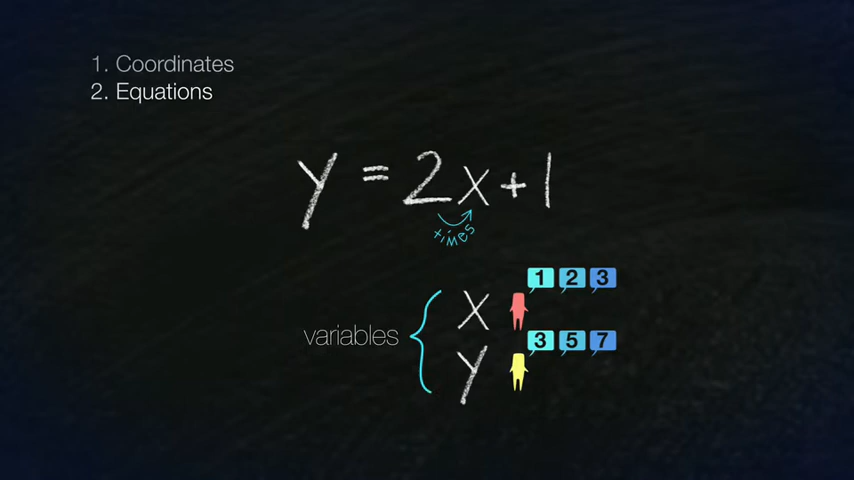 1. Coordinates
2. Equations
y = 2x + 1
times
1 2 3
x
variables
3 5 7
y